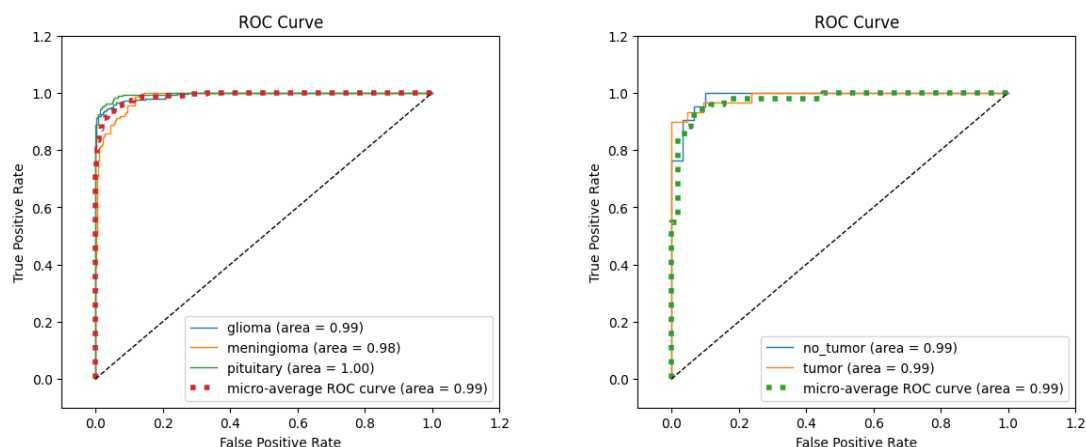 ROC Curve
1.2
1.0
0.8
0.6
0.4
0.2
0.0
True Positive Rate
glioma (area = 0.99)
meningioma (area = 0.98)
pituitary (area = 1.00)
micro-average ROC curve (area = 0.99)
0.0 0.2 0.4 0.6 0.8 1.0 1.2
False Positive Rate
ROC Curve
1.2
1.0
0.8
0.6
0.4
0.2
0.0
True Positive Rate
no_tumor (area = 0.99)
tumor (area = 0.99)
micro-average ROC curve (area = 0.99)
0.0 0.2 0.4 0.6 0.8 1.0 1.2
False Positive Rate